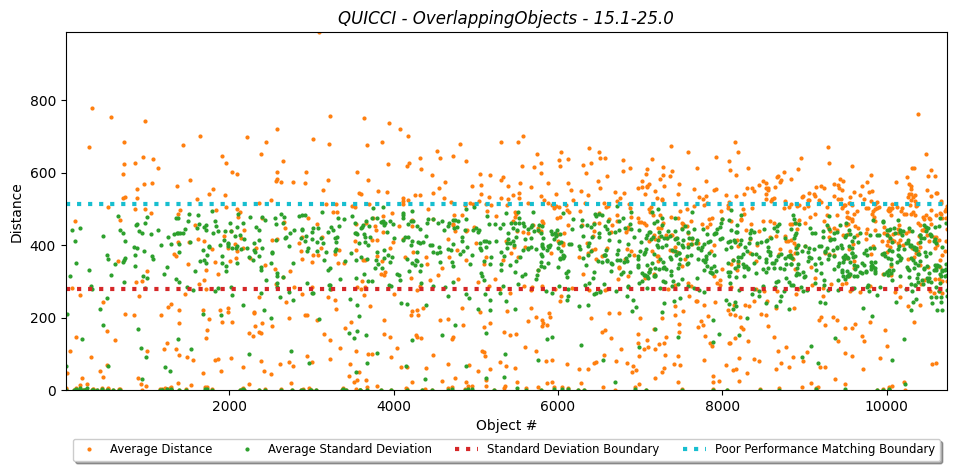 QUICCI - OverlappingObjects - 15.1-25.0
Distance
800
600
400
200
0
2000 4000 6000 8000 10000
Object #
Average Distance Average Standard Deviation Standard Deviation Boundary Poor Performance Matching Boundary